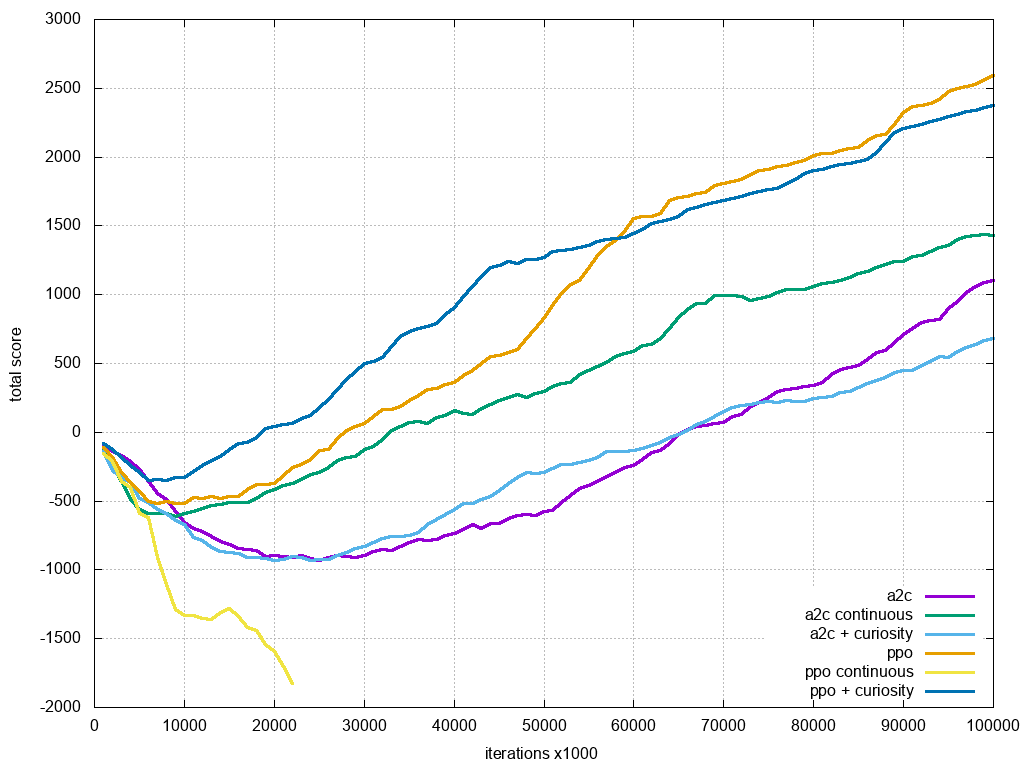 3000
2500
2000
1500
1000
500
0
-500
-1000
-1500
-2000
total score
a2c
a2c continuous
a2c + curiosity
ppo
ppo continuous
ppo + curiosity
0 10000 20000 30000 40000 50000 60000 70000 80000 90000 100000
iterations x1000